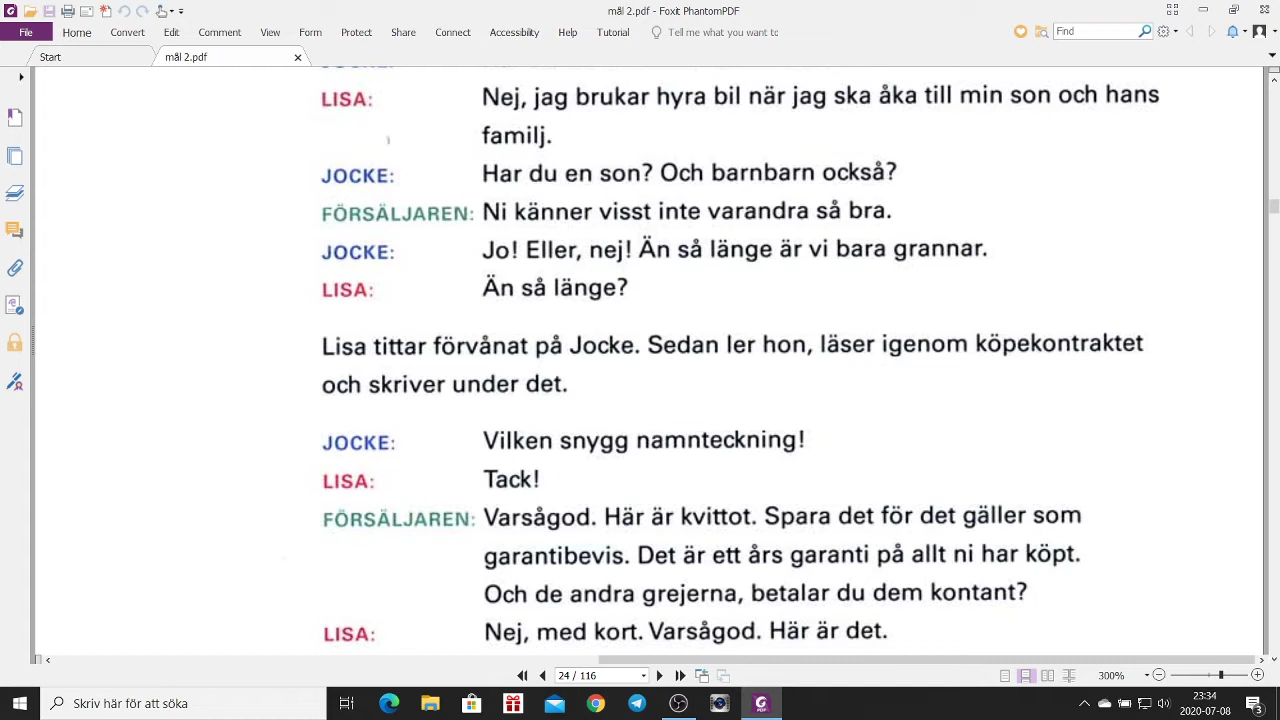 mål 2.pdf - Foxit PhantomPDF
File Home Convert Edit Comment View Form Protect Share Connect Accessibility Help Tutorial Tell me what you want to Find
Start mål 2.pdf
LISA: Nej, jag brukar hyra bil när jag ska åka till min son och hans
familj.
JOCKE: Har du en son? Och barnbarn också?
FÖRSÄLJAREN: Ni känner visst inte varandra så bra.
JOCKE: Jo! Eller, nej! Än så länge är vi bara grannar.
LISA: Än så länge?
Lisa tittar förvånat på Jocke. Sedan ler hon, läser igenom köpekontraktet
och skriver under det.
JOCKE: Vilken snygg namnteckning!
LISA: Tack!
FÖRSÄLJAREN: Varsågod. Här är kvittot. Spara det för det gäller som
garantibevis. Det är ett års garanti på allt ni har köpt.
Och de andra grejerna, betalar du dem kontant?
LISA: Nej, med kort. Varsågod. Här är det.
24 / 116 300%
Skriv här för att söka 23:34
2020-07-08 3